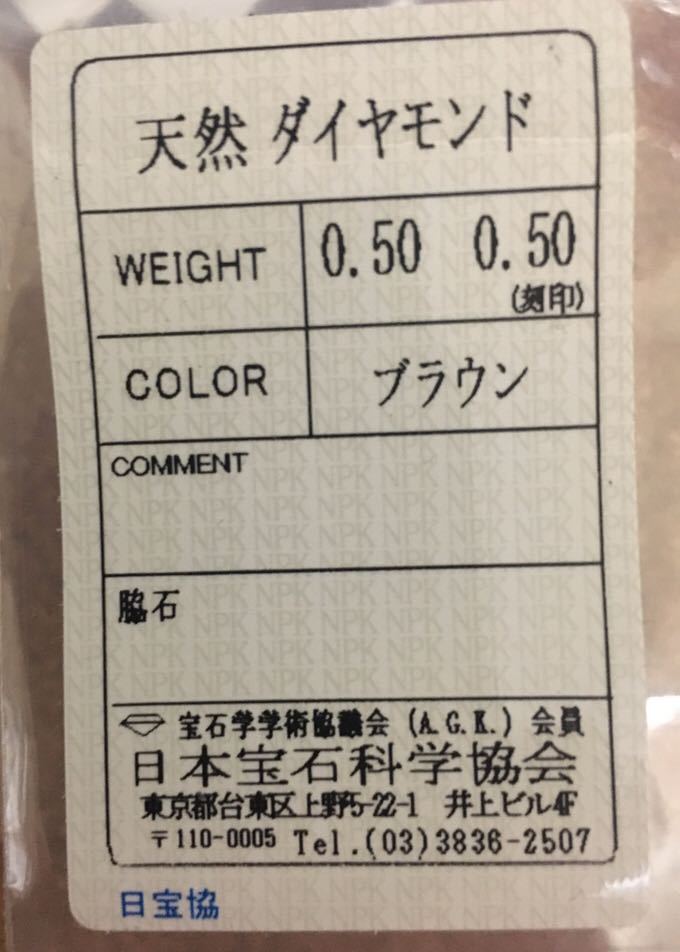 天然 ダイヤモンド
WEIGHT 0.50 0.50
(刻印)
COLOR ブラウン
COMMENT
脇石
宝石学学術協議会 (A.G.K.) 会員
日本宝石科学協会
東京都台東区上野5-22-1 井上ビル4F
〒110-0005 Tel.(03)3836-2507
日宝協